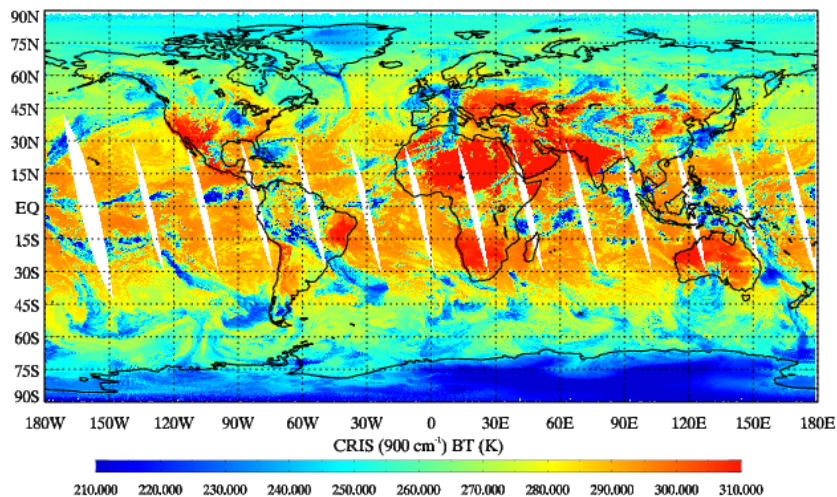 90N
75N
60N
45N
30N
15N
EQ
15S
30S
45S
60S
75S
90S
180W 150W 120W 90W 60W 30W 0 30E 60E 90E 120E 150E 180E
CRIS (900 cm⁻¹) BT (K)
210.000 220.000 230.000 240.000 250.000 260.000 270.000 280.000 290.000 300.000 310.000